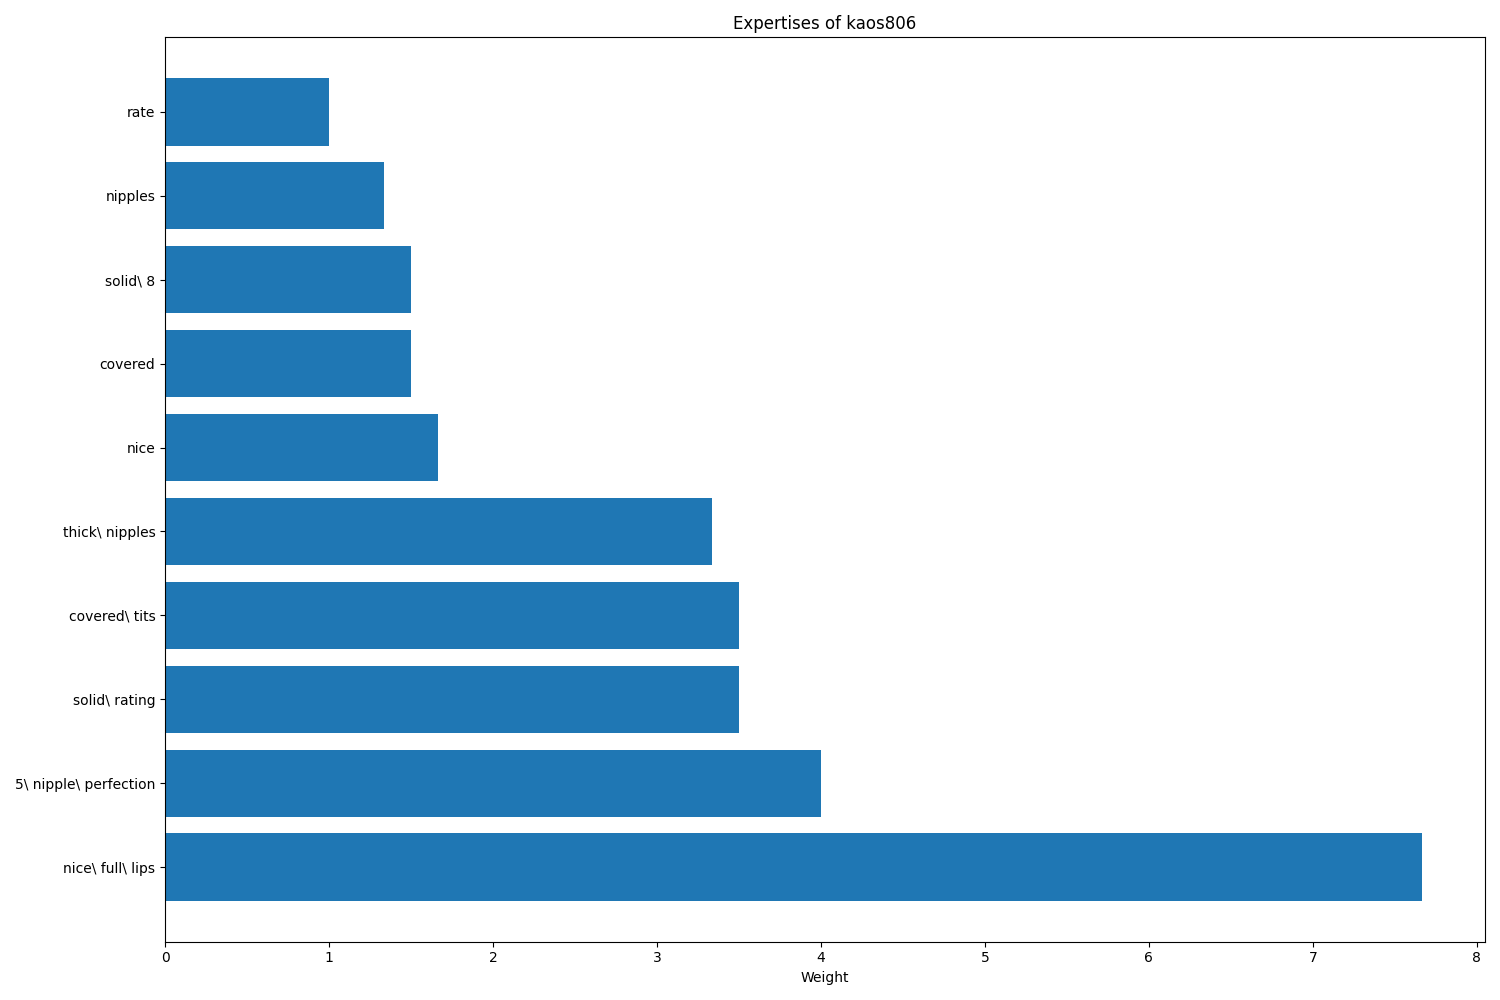 Expertises of kaos806
rate
nipples
solid\ 8
covered
nice
thick\ nipples
covered\ tits
solid\ rating
5\ nipple\ perfection
nice\ full\ lips
0 1 2 3 4 5 6 7 8
Weight